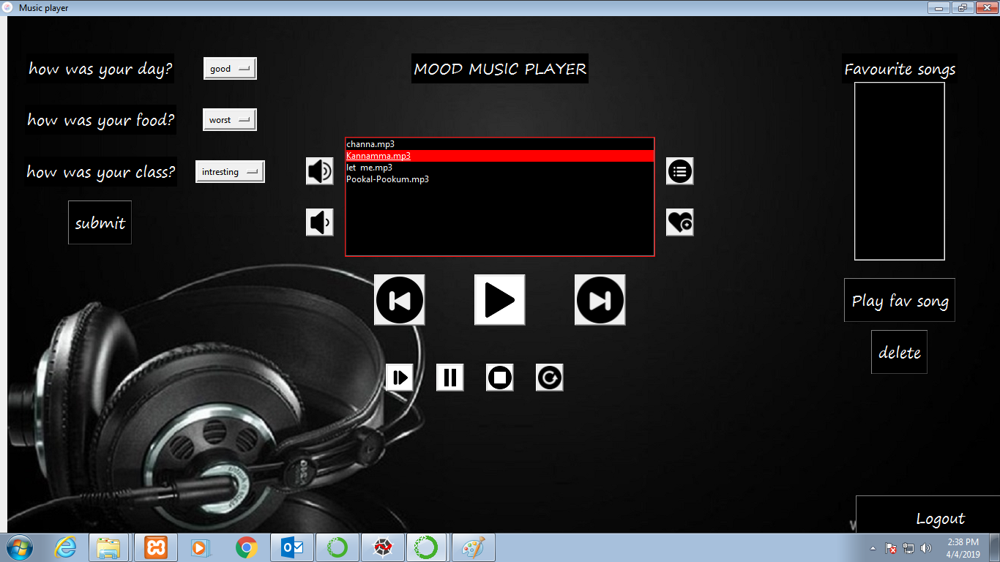 Music player
how was your day?
good
MOOD MUSIC PLAYER
Favourite songs
how was your food?
worst
how was your class?
intresting
submit
channa.mp3
Kannamma.mp3
let me.mp3
Pookal-Pookum.mp3
Play fav song
delete
Logout
2:38 PM
4/4/2019